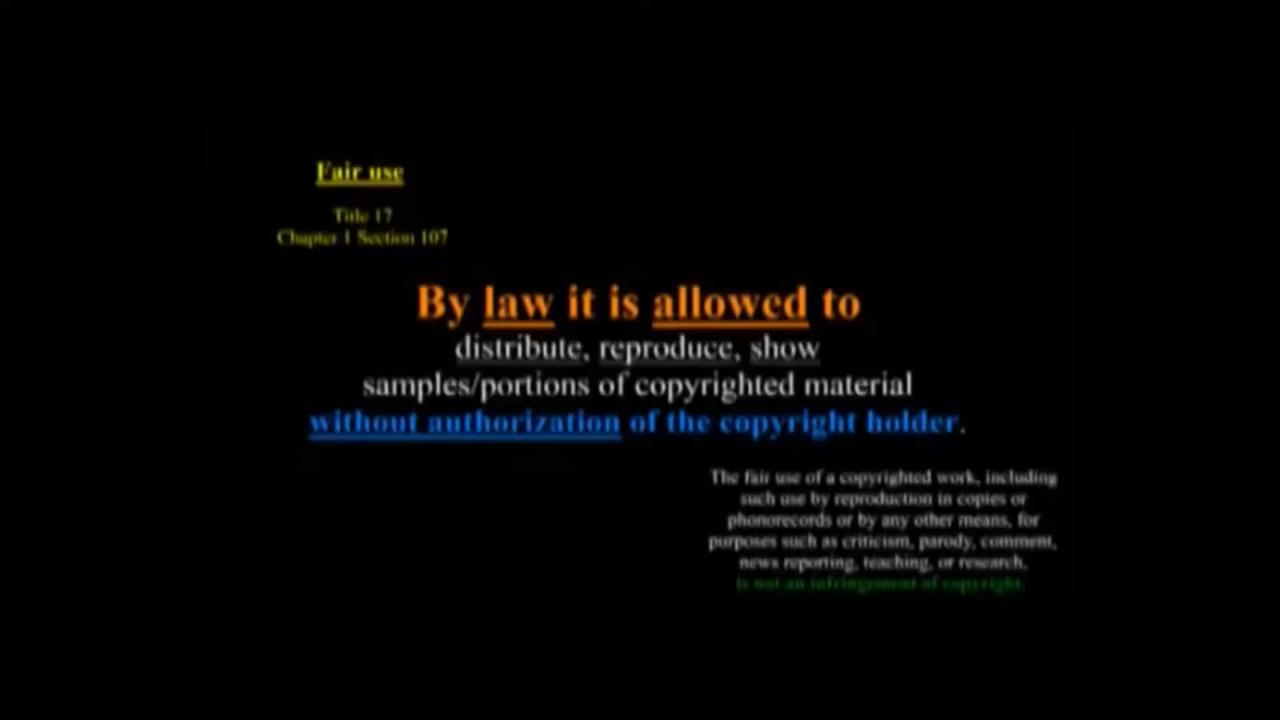 Fair use
Title 17
Chapter 1 Section 107
By law it is allowed to
distribute, reproduce, show
samples/portions of copyrighted material
without authorization of the copyright holder.
The fair use of a copyrighted work, including
such use by reproduction in copies or
phonorecords or by any other means, for
purposes such as criticism, parody, comment,
news reporting, teaching, or research,
is not an infringement of copyright.